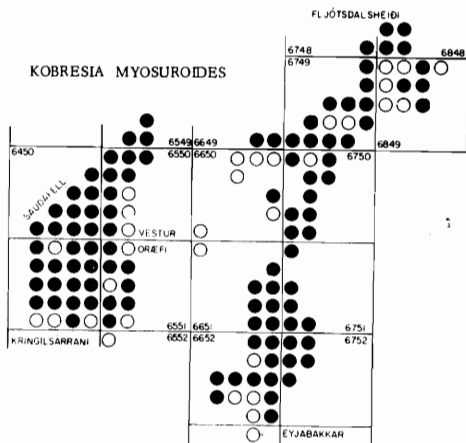 FLJÓTSDALSHEIÐI
6748 6848
6749
KOBRESIA MYOSUROIDES
6450 6549 6649 6750 6849
6550 6650
SAUÐAFELL
VESTUR
ÖRÆFI
6551 6651 6751
KRINGILSÁRRANI 6552 6652 6752
EYJABAKKAR